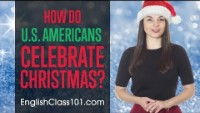 HOW DO
U.S. AMERICANS
CELEBRATE
CHRISTMAS?
EnglishClass101.com